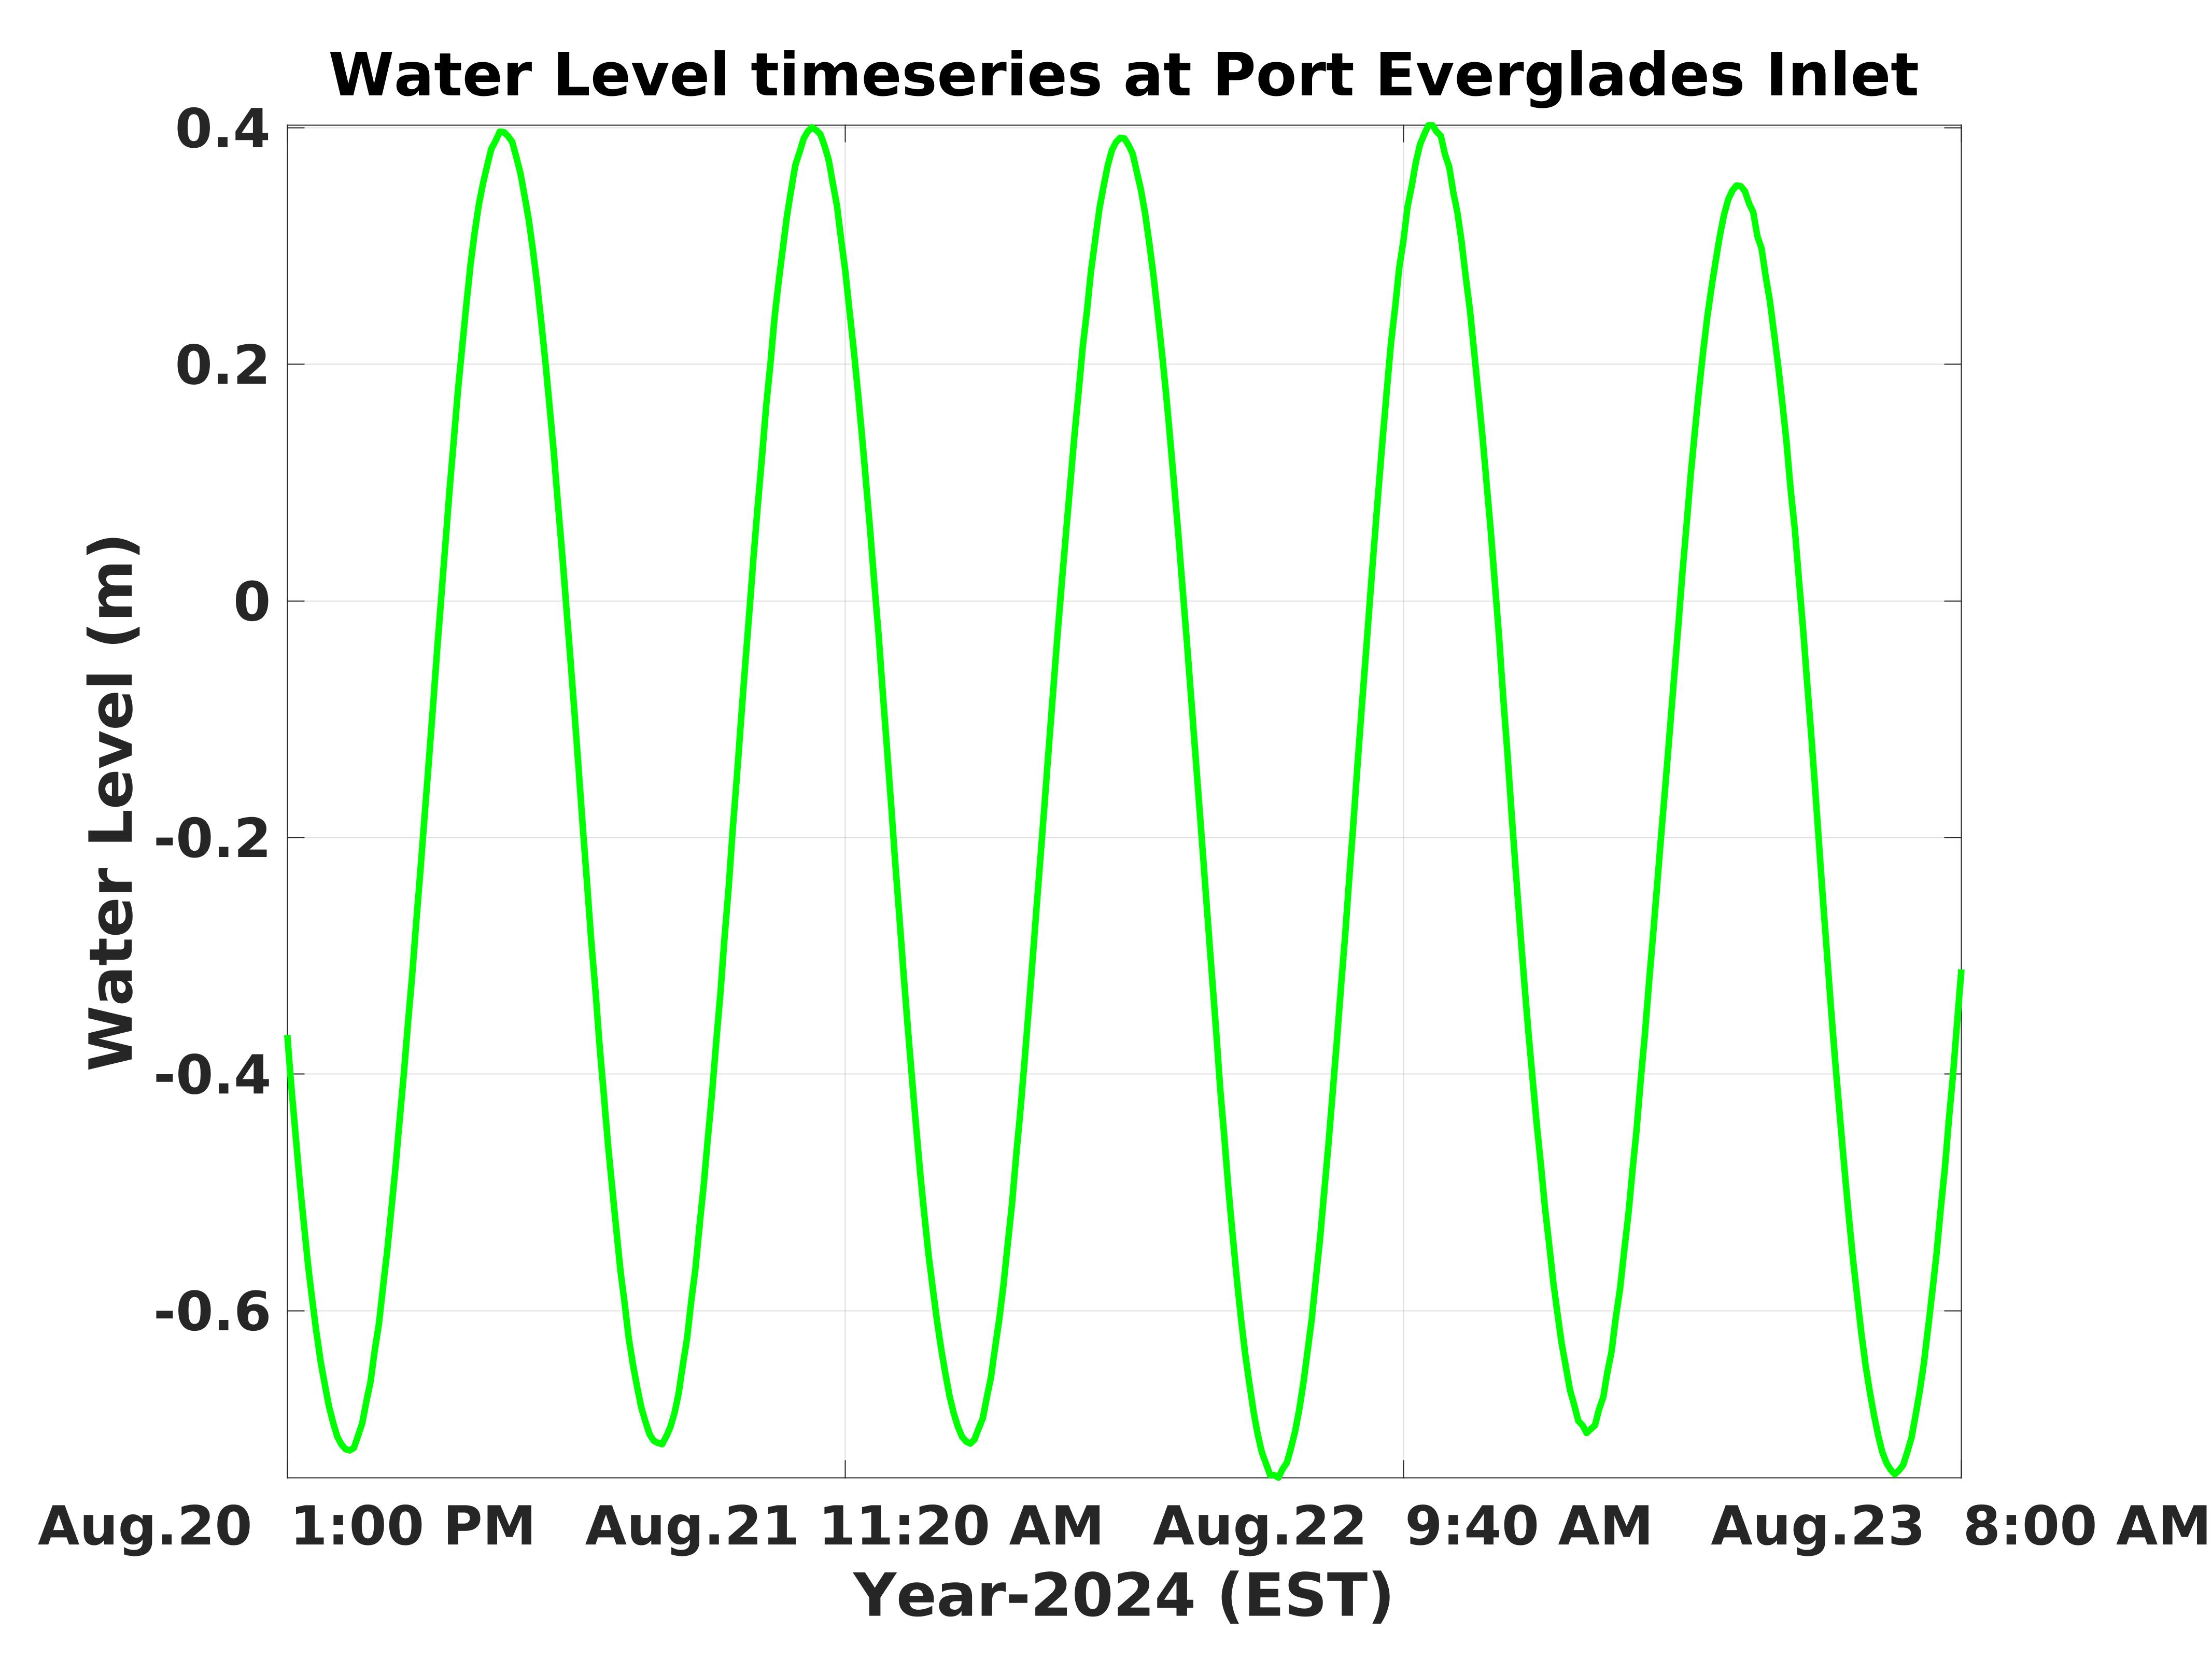 Water Level timeseries at Port Everglades Inlet
0.4
0.2
0
-0.2
-0.4
-0.6
Water Level (m)
Aug.20 1:00 PM Aug.21 11:20 AM Aug.22 9:40 AM Aug.23 8:00 AM
Year-2024 (EST)